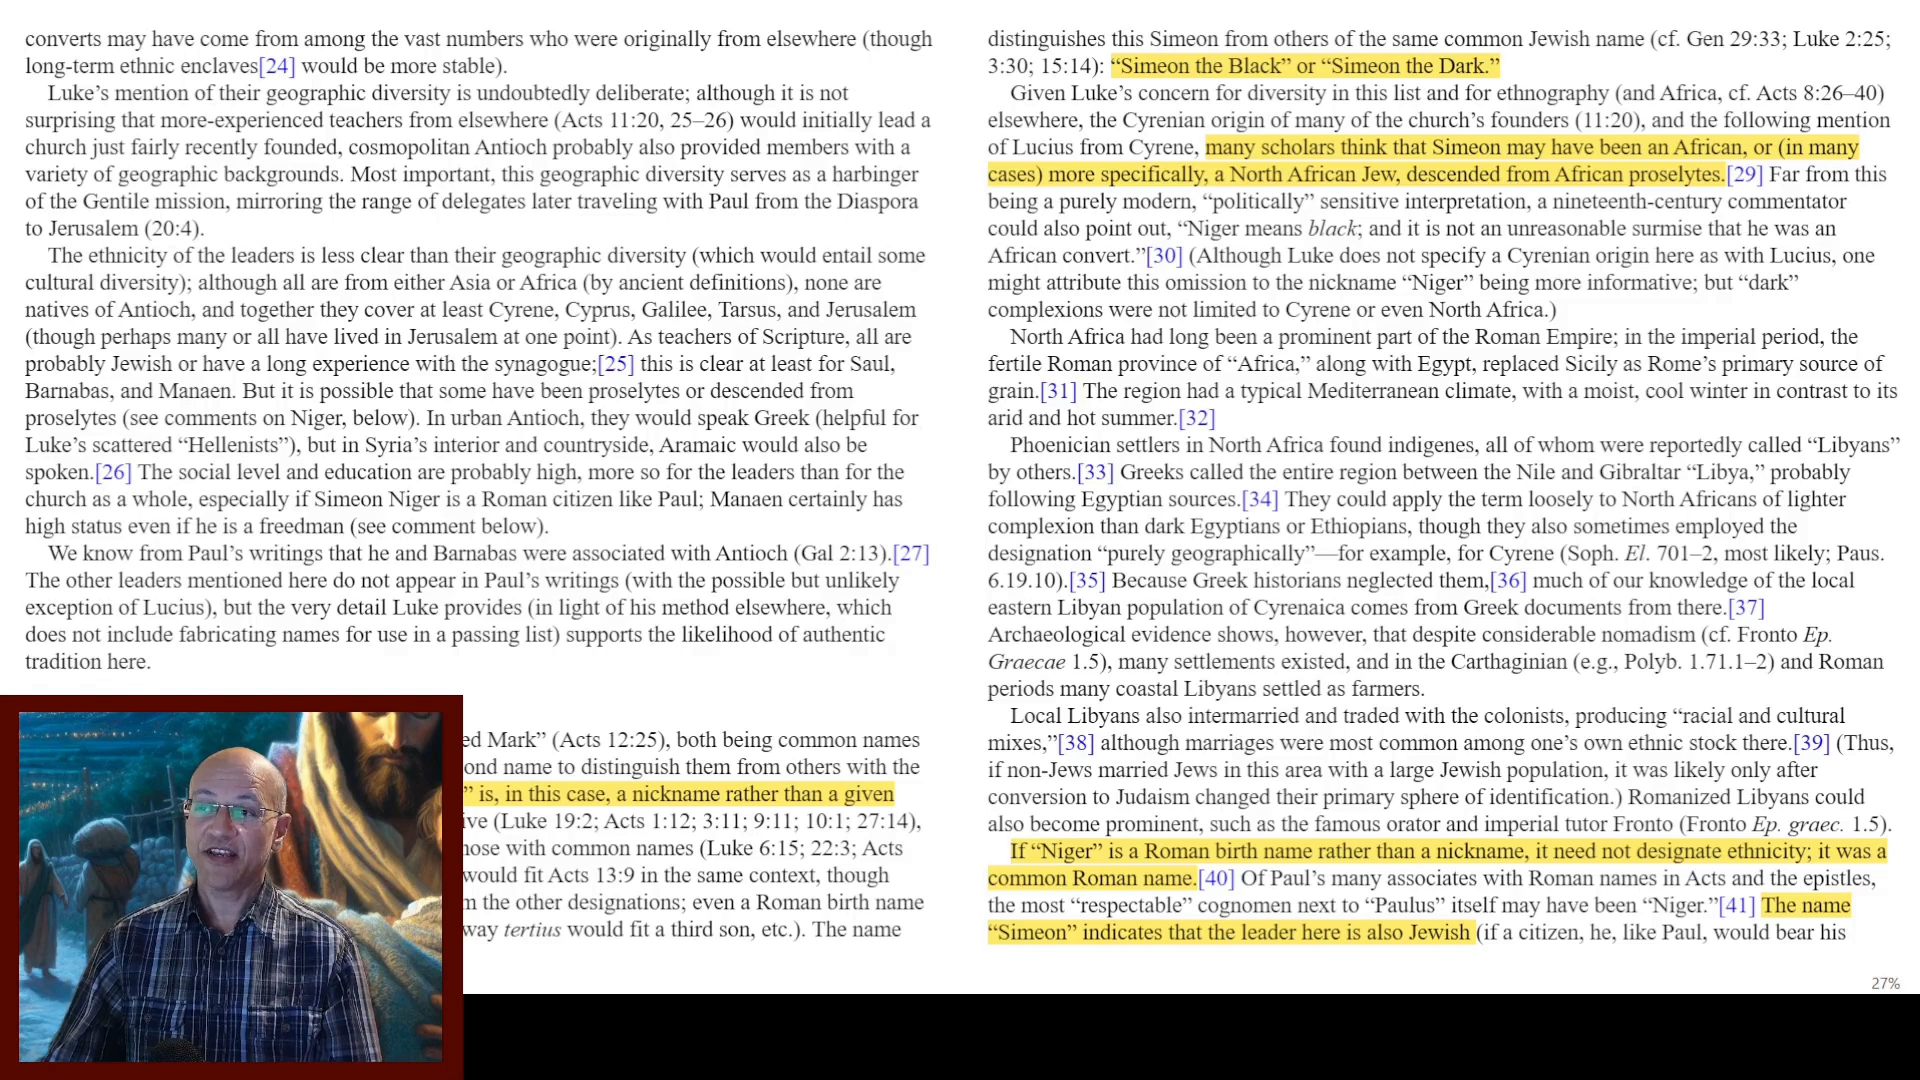 converts may have come from among the vast numbers who were originally from elsewhere (though
long-term ethnic enclaves[24] would be more stable).
Luke’s mention of their geographic diversity is undoubtedly deliberate; although it is not
surprising that more-experienced teachers from elsewhere (Acts 11:20, 25–26) would initially lead a
church just fairly recently founded, cosmopolitan Antioch probably also provided members with a
variety of geographic backgrounds. Most important, this geographic diversity serves as a harbinger
of the Gentile mission, mirroring the range of delegates later traveling with Paul from the Diaspora
to Jerusalem (20:4).
The ethnicity of the leaders is less clear than their geographic diversity (which would entail some
cultural diversity); although all are from either Asia or Africa (by ancient definitions), none are
natives of Antioch, and together they cover at least Cyrene, Cyprus, Galilee, Tarsus, and Jerusalem
(though perhaps many or all have lived in Jerusalem at one point). As teachers of Scripture, all are
probably Jewish or have a long experience with the synagogue;[25] this is clear at least for Saul,
Barnabas, and Manaen. But it is possible that some have been proselytes or descended from
proselytes (see comments on Niger, below). In urban Antioch, they would speak Greek (helpful for
Luke’s scattered “Hellenists”), but in Syria’s interior and countryside, Aramaic would also be
spoken.[26] The social level and education are probably high, more so for the leaders than for the
church as a whole, especially if Simeon Niger is a Roman citizen like Paul; Manaen certainly has
high status even if he is a freedman (see comment below).
We know from Paul’s writings that he and Barnabas were associated with Antioch (Gal 2:13).[27]
The other leaders mentioned here do not appear in Paul’s writings (with the possible but unlikely
exception of Lucius), but the very detail Luke provides (in light of his method elsewhere, which
does not include fabricating names for use in a passing list) supports the likelihood of authentic
tradition here.
ed Mark” (Acts 12:25), both being common names
ond name to distinguish them from others with the
” is, in this case, a nickname rather than a given
ive (Luke 19:2; Acts 1:12; 3:11; 9:11; 10:1; 27:14),
hose with common names (Luke 6:15; 22:3; Acts
would fit Acts 13:9 in the same context, though
the other designations; even a Roman birth name
way tertius would fit a third son, etc.). The name
distinguishes this Simeon from others of the same common Jewish name (cf. Gen 29:33; Luke 2:25;
3:30; 15:14): “Simeon the Black” or “Simeon the Dark.”
Given Luke’s concern for diversity in this list and for ethnography (and Africa, cf. Acts 8:26–40)
elsewhere, the Cyrenian origin of many of the church’s founders (11:20), and the following mention
of Lucius from Cyrene, many scholars think that Simeon may have been an African, or (in many
cases) more specifically, a North African Jew, descended from African proselytes.[29] Far from this
being a purely modern, “politically” sensitive interpretation, a nineteenth-century commentator
could also point out, “Niger means black; and it is not an unreasonable surmise that he was an
African convert.”[30] (Although Luke does not specify a Cyrenian origin here as with Lucius, one
might attribute this omission to the nickname “Niger” being more informative; but “dark”
complexions were not limited to Cyrene or even North Africa.)
North Africa had long been a prominent part of the Roman Empire; in the imperial period, the
fertile Roman province of “Africa,” along with Egypt, replaced Sicily as Rome’s primary source of
grain.[31] The region had a typical Mediterranean climate, with a moist, cool winter in contrast to its
arid and hot summer.[32]
Phoenician settlers in North Africa found indigenes, all of whom were reportedly called “Libyans”
by others.[33] Greeks called the entire region between the Nile and Gibraltar “Libya,” probably
following Egyptian sources.[34] They could apply the term loosely to North Africans of lighter
complexion than dark Egyptians or Ethiopians, though they also sometimes employed the
designation “purely geographically”—for example, for Cyrene (Soph. El. 701–2, most likely; Paus.
6.19.10).[35] Because Greek historians neglected them,[36] much of our knowledge of the local
eastern Libyan population of Cyrenaica comes from Greek documents from there.[37]
Archaeological evidence shows, however, that despite considerable nomadism (cf. Fronto Ep.
Graecae 1.5), many settlements existed, and in the Carthaginian (e.g., Polyb. 1.71.1–2) and Roman
periods many coastal Libyans settled as farmers.
Local Libyans also intermarried and traded with the colonists, producing “racial and cultural
mixes,”[38] although marriages were most common among one’s own ethnic stock there.[39] (Thus,
if non-Jews married Jews in this area with a large Jewish population, it was likely only after
conversion to Judaism changed their primary sphere of identification.) Romanized Libyans could
also become prominent, such as the famous orator and imperial tutor Fronto (Fronto Ep. graec. 1.5).
If “Niger” is a Roman birth name rather than a nickname, it need not designate ethnicity; it was a
common Roman name.[40] Of Paul’s many associates with Roman names in Acts and the epistles,
the most “respectable” cognomen next to “Paulus” itself may have been “Niger.”[41] The name
“Simeon” indicates that the leader here is also Jewish (if a citizen, he, like Paul, would bear his
27%